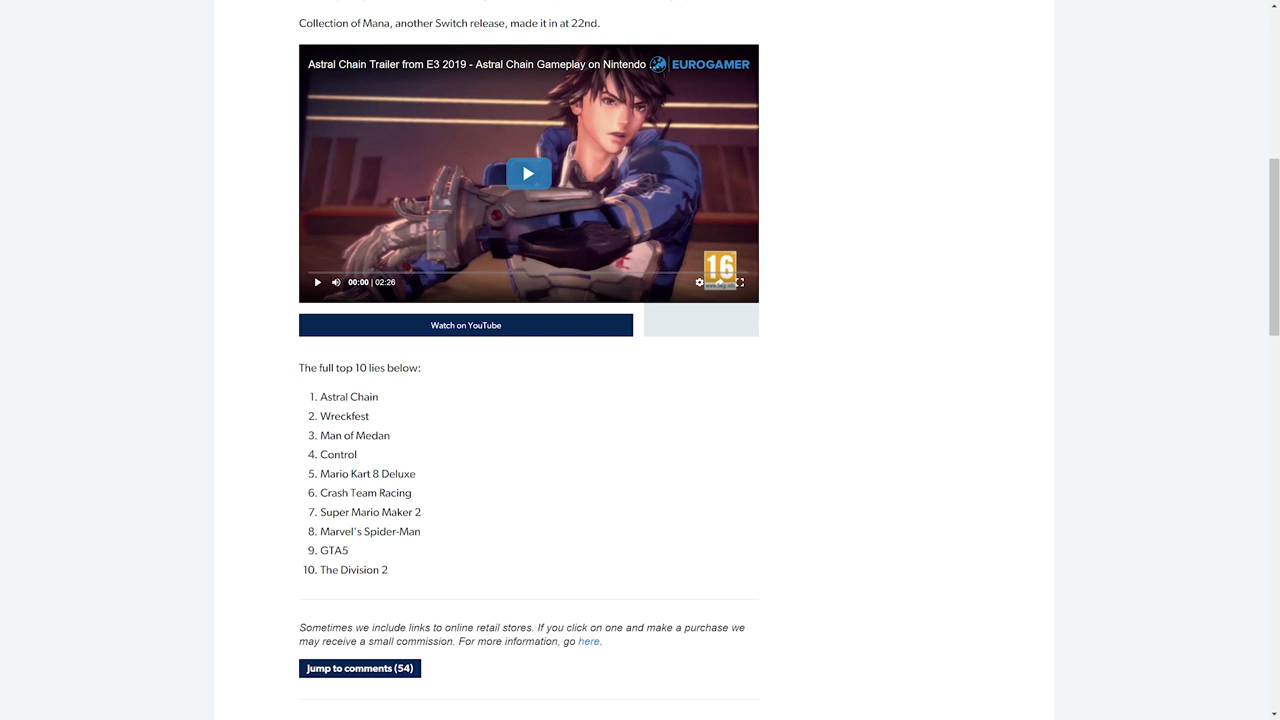 Collection of Mana, another Switch release, made it in at 22nd.
Astral Chain Trailer from E3 2019 - Astral Chain Gameplay on Nintendo ...
EUROGAMER
16
00:00 | 02:26
Watch on YouTube
The full top 10 lies below:
1. Astral Chain
2. Wreckfest
3. Man of Medan
4. Control
5. Mario Kart 8 Deluxe
6. Crash Team Racing
7. Super Mario Maker 2
8. Marvel's Spider-Man
9. GTA5
10. The Division 2
Sometimes we include links to online retail stores. If you click on one and make a purchase we
may receive a small commission. For more information, go here.
Jump to comments (54)